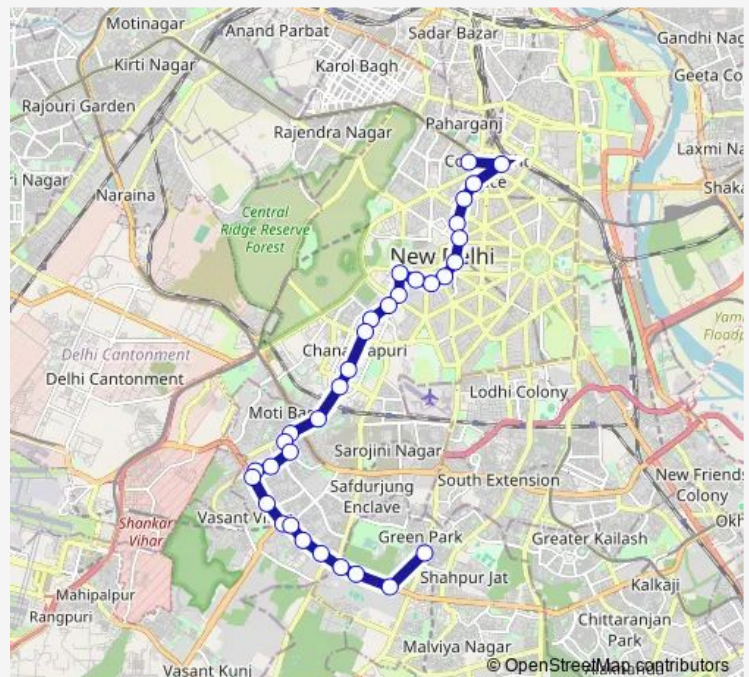 Motinagar
Anand Parbat
Sadar Bazar
Gandhi Nag
Kirti Nagar
Karol Bagh
Geeta Co
Rajouri Garden
Rajendra Nagar
Paharganj
Laxmi Na
i Nagar
Naraina
Shaka
Central
Ridge Reserve
Forest
New Delhi
Yam
Floodp
Delhi Cantonment
Delhi Cantonment
Lodhi Colony
Moti Ba
Sarojini Nagar
South Extension
New Friends
Colony
Safdurjung
Enclave
Shankar
Vihar
Vasant Vi
Okh
Green Park
Greater Kailash
Shahpur Jat
Kalkaji
Mahipalpur
Rangpuri
Chittaranjan
Park
Malviya Nagar
Vasant Kunj
© OpenStreetMap contributors